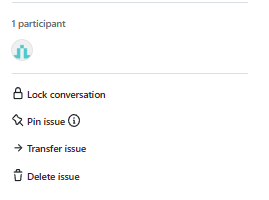 1 participant
Lock conversation
Pin issue
Transfer issue
Delete issue